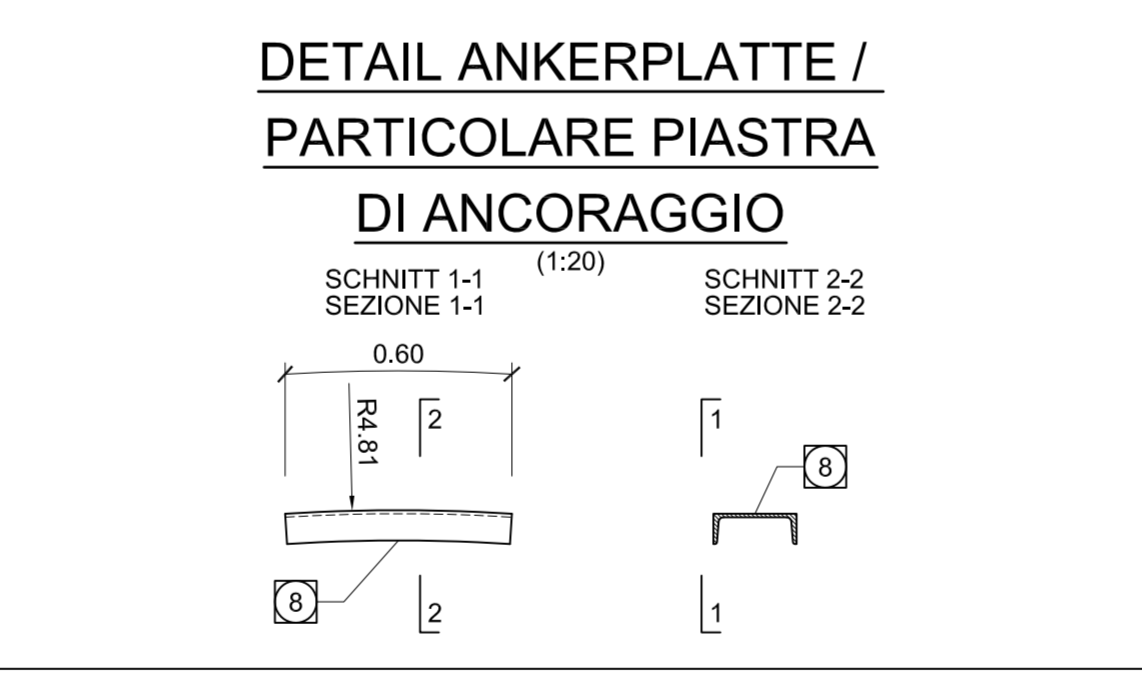 DETAIL ANKERPLATTE /
PARTICOLARE PIASTRA
DI ANCORAGGIO
(1:20)
SCHNITT 1-1
SEZIONE 1-1
SCHNITT 2-2
SEZIONE 2-2
0.60
R4.81
2
1
8
8
2
1